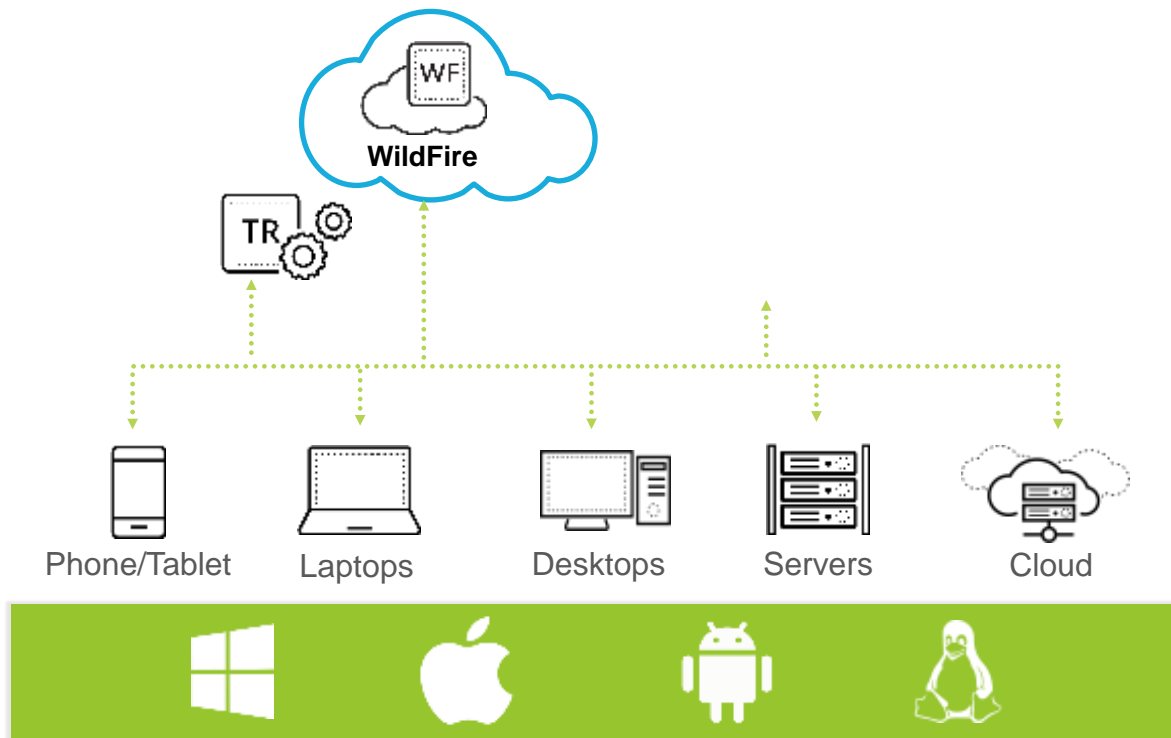 WF
WildFire
TR
Phone/Tablet
Laptops
Desktops
Servers
Cloud